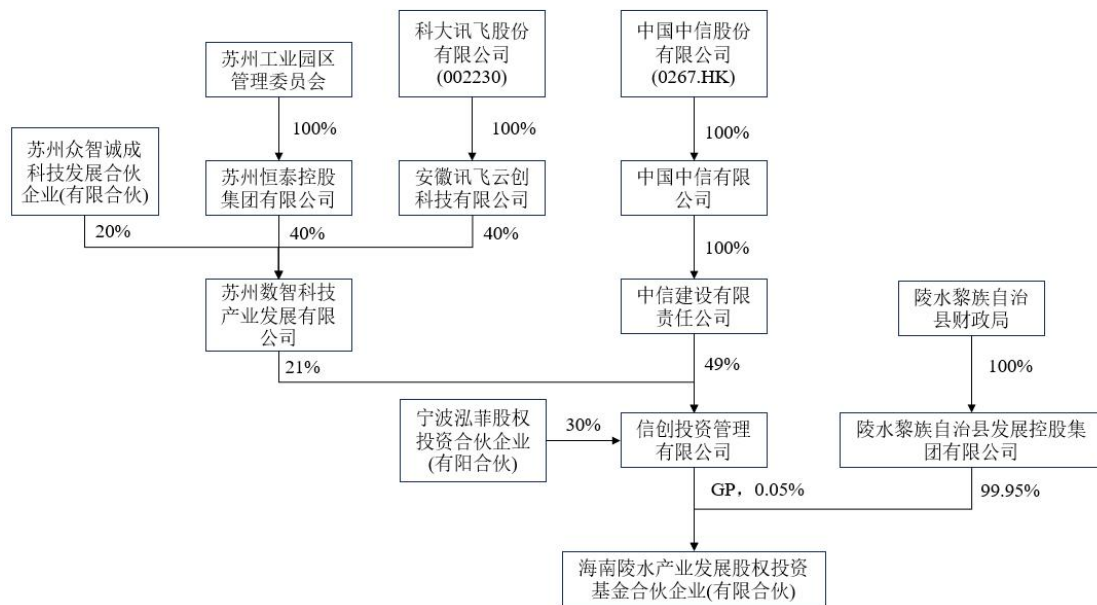 科大讯飞股份
有限公司
(002230)
中国中信股份
有限公司
(0267.HK)
苏州工业园区
管理委员会
100%
100%
100%
苏州众智诚成
科技发展合伙
企业(有限合伙)
苏州恒泰控股
集团有限公司
安徽讯飞云创
科技有限公司
中国中信有限
公司
20%
40%
40%
100%
苏州数智科技
产业发展有限
公司
中信建设有限
责任公司
陵水黎族自治
县财政局
21%
49%
100%
宁波泓菲股权
投资合伙企业
(有阳合伙)
30%
信创投资管理
有限公司
陵水黎族自治县发展控股集
团有限公司
GP，0.05%
99.95%
海南陵水产业发展股权投资
基金合伙企业(有限合伙)